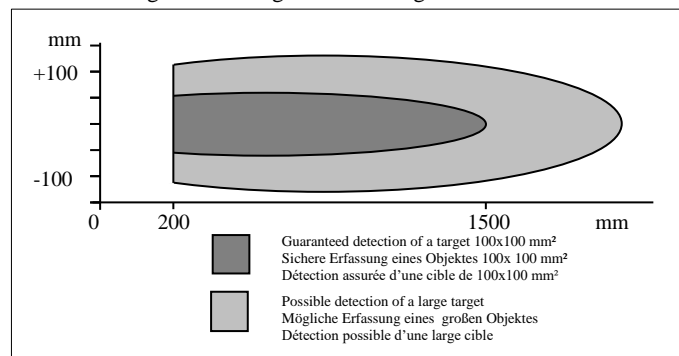 mm
+100
-100
0 200 1500 mm
Guaranteed detection of a target 100x100 mm²
Sichere Erfassung eines Objektes 100x 100 mm²
Détection assurée d’une cible de 100x100 mm²
Possible detection of a large target
Mögliche Erfassung eines großen Objektes
Détection possible d’une large cible